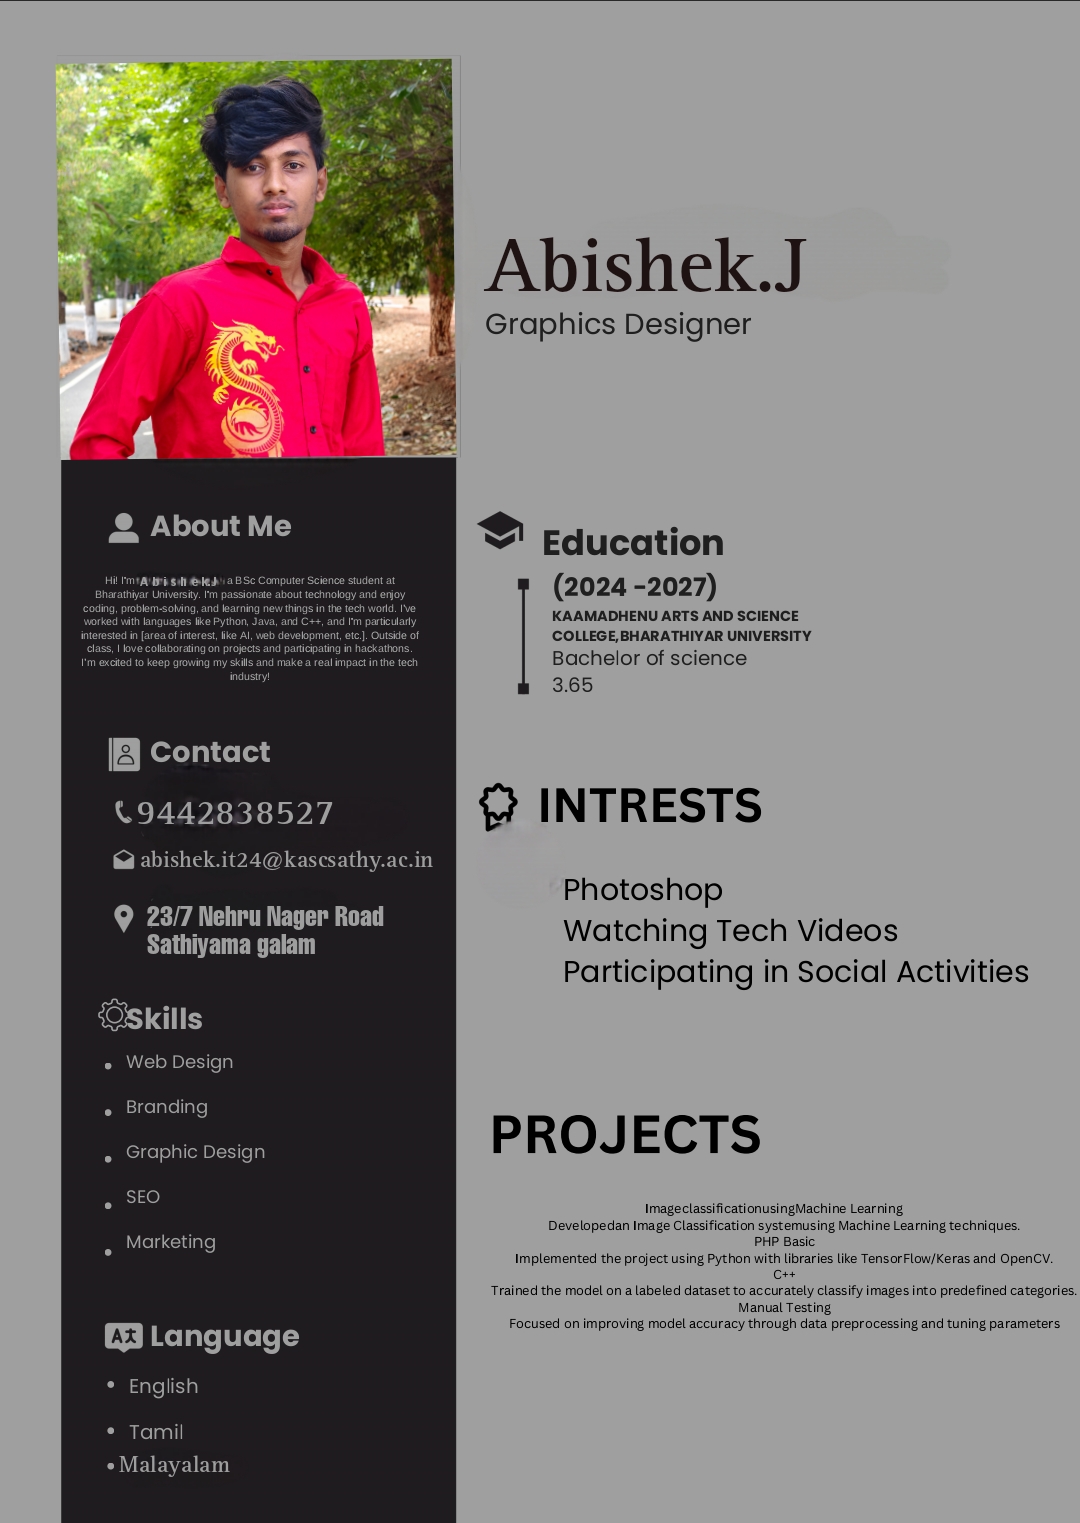 Abishek.J
Graphics Designer
About Me
Hi! I'm Abishek.J a BSc Computer Science student at
Bharathiyar University. I'm passionate about technology and enjoy
coding, problem-solving, and learning new things in the tech world. I've
worked with languages like Python, Java, and C++, and I'm particularly
interested in [area of interest, like AI, web development, etc.]. Outside of
class, I love collaborating on projects and participating in hackathons.
I'm excited to keep growing my skills and make a real impact in the tech
industry!
Contact
9442838527
abishek.it24@kascsathy.ac.in
23/7 Nehru Nager Road
Sathiyama galam
Skills
• Web Design
• Branding
• Graphic Design
• SEO
• Marketing
Language
• English
• Tamil
• Malayalam
Education
(2024 -2027)
KAAMADHENU ARTS AND SCIENCE
COLLEGE,BHARATHIYAR UNIVERSITY
Bachelor of science
3.65
INTRESTS
Photoshop
Watching Tech Videos
Participating in Social Activities
PROJECTS
ImageclassificationusingMachine Learning
Developedan Image Classification systemusing Machine Learning techniques.
PHP Basic
Implemented the project using Python with libraries like TensorFlow/Keras and OpenCV.
C++
Trained the model on a labeled dataset to accurately classify images into predefined categories.
Manual Testing
Focused on improving model accuracy through data preprocessing and tuning parameters